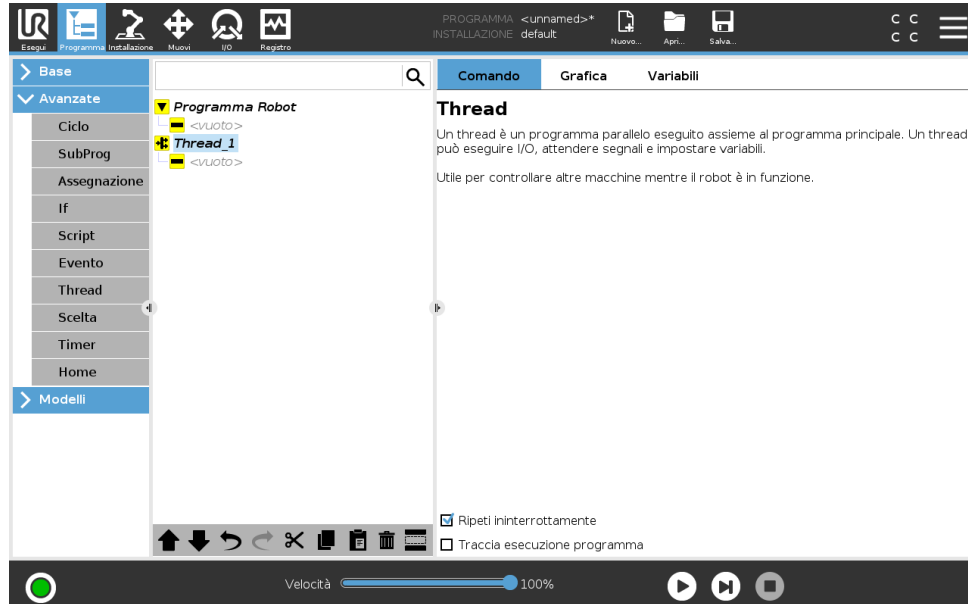 UR
PROGRAMMA <unnamed>*
INSTALLAZIONE default
Esegui Programma Installazione Muovi I/O Registro
Nuovo... Apri... Salva...
C C
C C
Base
Avanzate
Ciclo
SubProg
Assegnazione
If
Script
Evento
Thread
Scelta
Timer
Home
Modelli
Programma Robot
<vuoto>
Thread_1
<vuoto>
Comando Grafica Variabili
Thread
Un thread è un programma parallelo eseguito assieme al programma principale. Un thread
può eseguire I/O, attendere segnali e impostare variabili.
Utile per controllare altre macchine mentre il robot è in funzione.
Ripeti ininterrottamente
Traccia esecuzione programma
Velocità 100%